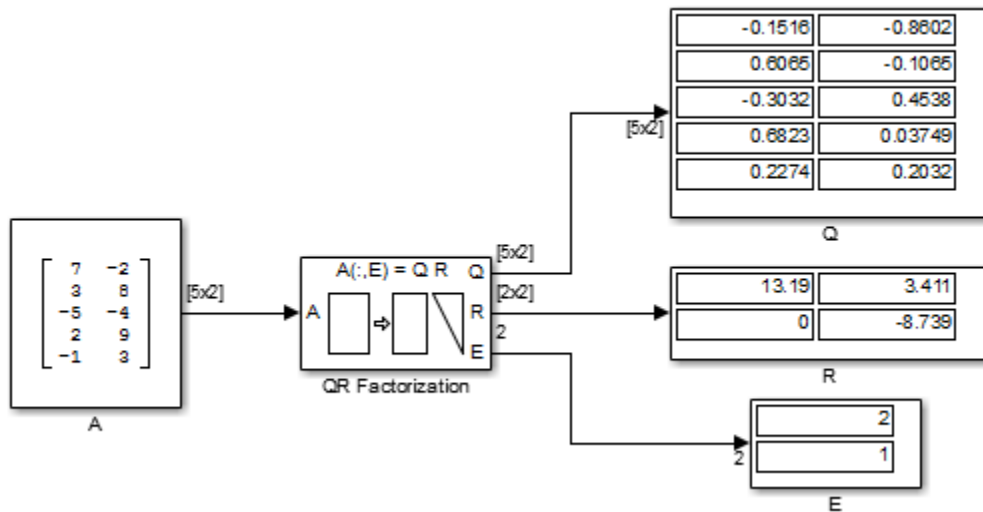 7 -2
3 8
-5 -4
2 9
-1 3
A
[5x2]
A(:,E) = Q R
A
Q
R
E
QR Factorization
[5x2]
[2x2]
2
[5x2]
-0.1516 -0.8602
0.6065 -0.1065
-0.3032 0.4538
0.6823 0.03749
0.2274 0.2032
Q
13.19 3.411
0 -8.739
R
2
2
1
E